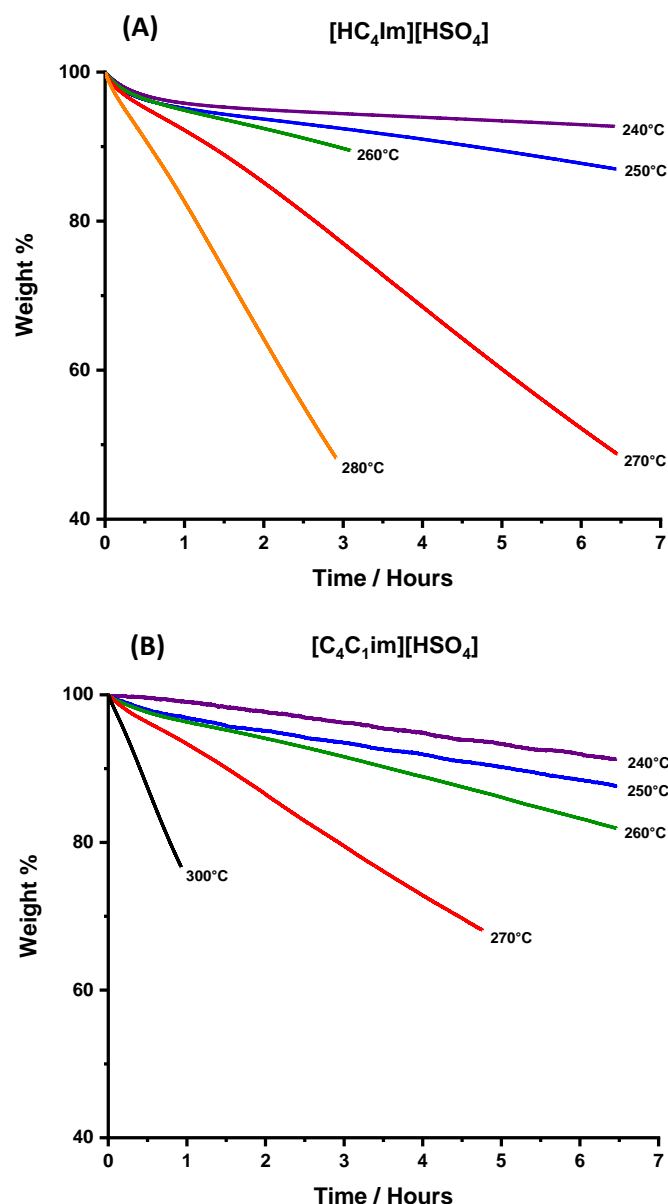 (A)
[HC₄Im][HSO₄]
100
80
60
40
Weight %
240°C
250°C
260°C
270°C
280°C
0 1 2 3 4 5 6 7
Time / Hours
(B)
[C₄C₁im][HSO₄]
100
80
60
40
Weight %
240°C
250°C
260°C
300°C
270°C
0 1 2 3 4 5 6 7
Time / Hours